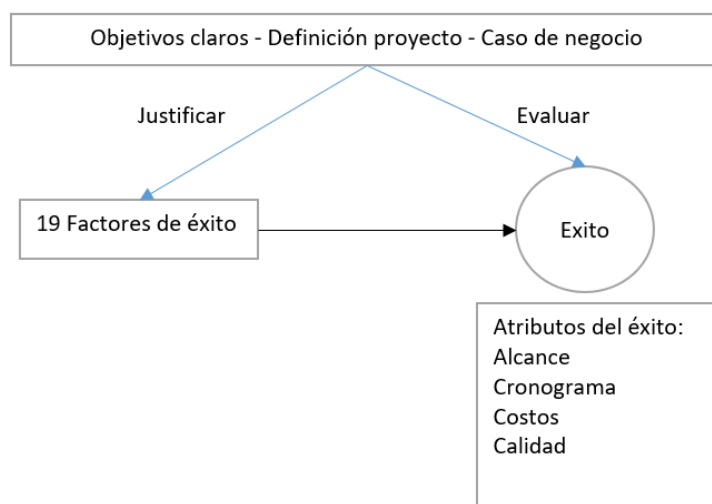 Objetivos claros - Definición proyecto - Caso de negocio
Justificar
Evaluar
19 Factores de éxito
Exito
Atributos del éxito:
Alcance
Cronograma
Costos
Calidad